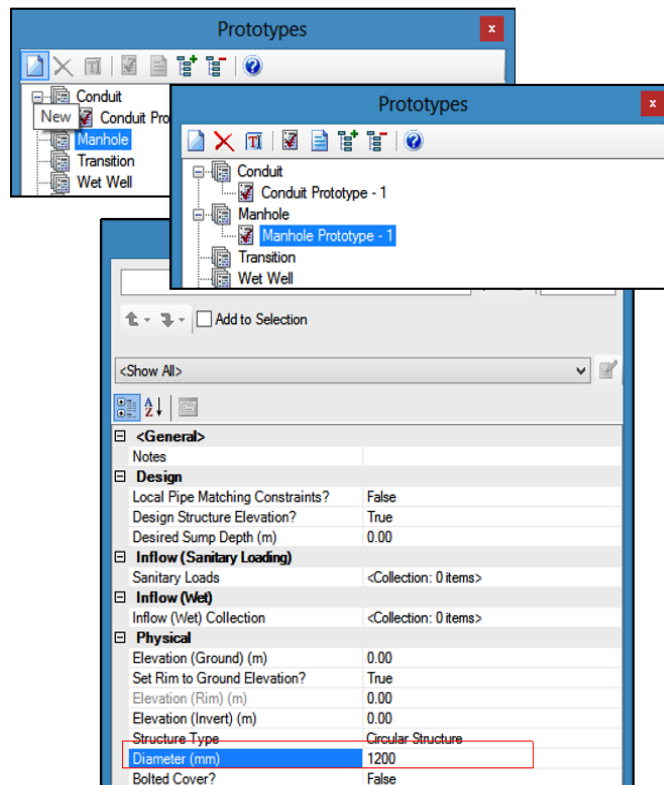 Prototypes
x
Conduit
New
Conduit Pro
Manhole
Transition
Wet Well
Prototypes
x
Conduit
Conduit Prototype - 1
Manhole
Manhole Prototype - 1
Transition
Wet Well
Add to Selection
<Show All>
<General>
Notes
Design
Local Pipe Matching Constraints? False
Design Structure Elevation? True
Desired Sump Depth (m) 0.00
Inflow (Sanitary Loading)
Sanitary Loads <Collection: 0 items>
Inflow (Wet)
Inflow (Wet) Collection <Collection: 0 items>
Physical
Elevation (Ground) (m) 0.00
Set Rim to Ground Elevation? True
Elevation (Rim) (m) 0.00
Elevation (Invert) (m) 0.00
Structure Type Circular Structure
Diameter (mm) 1200
Bolted Cover? False